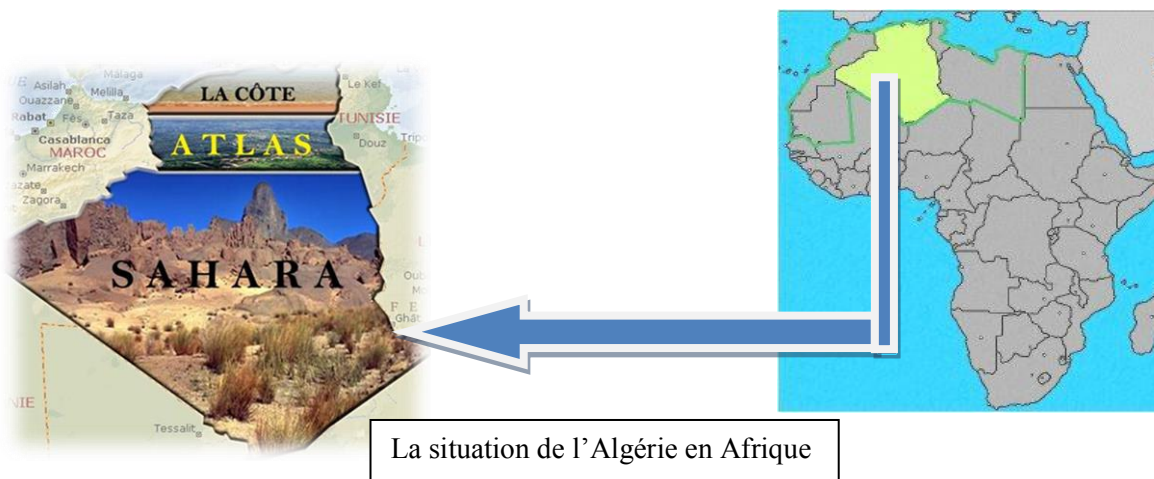 Málaga
Asilah
Melilla
Ouazzane
Rabat
Fès
Taza
Casablanca
MAROC
Marrakech
Zagora
LA CÔTE
ATLAS
SAHARA
Le Kef
TUNISIE
Douz
Ghât
Tessalit
La situation de l’Algérie en Afrique